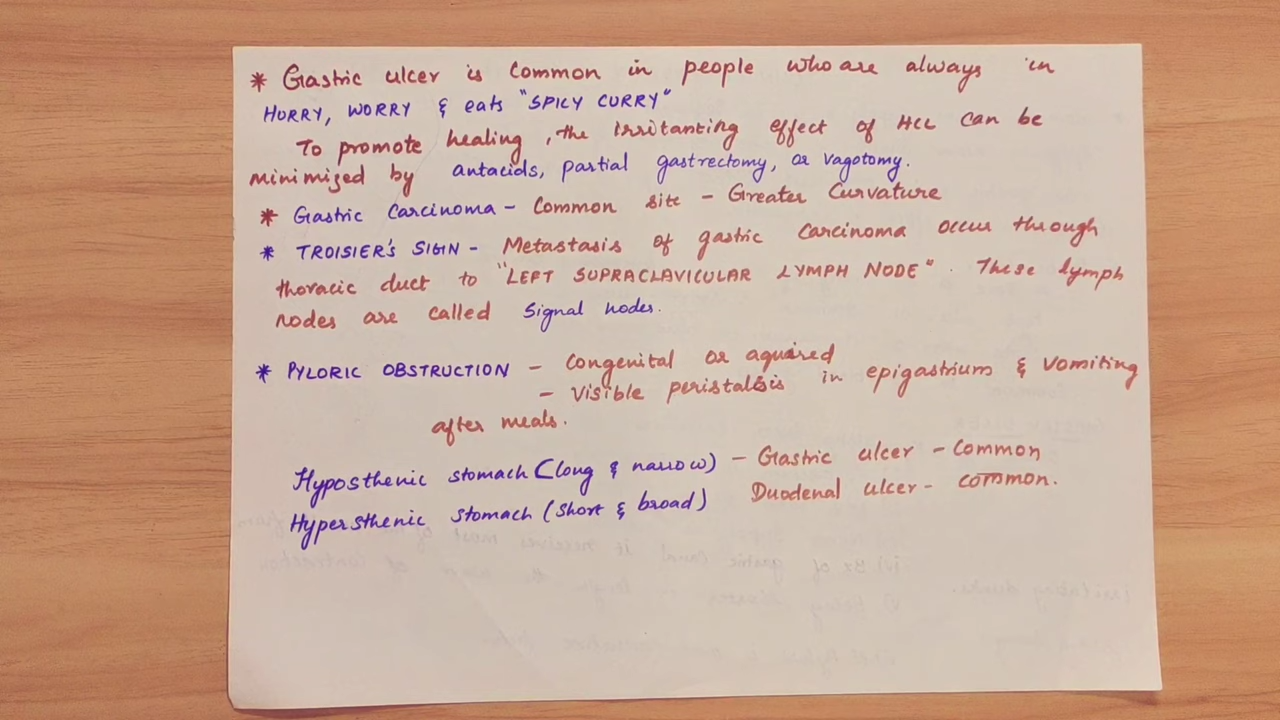 * Gastric ulcer is common in people who are always in
HURRY, WORRY & eats "SPICY CURRY"
To promote healing, the irritanting effect of HCL can be
minimized by antacids, partial gastrectomy, or vagotomy.
* Gastric Carcinoma - Common site - Greater Curvature
* TROISIER'S SIGN - Metastasis of gastric carcinoma occur through
thoracic duct to "LEFT SUPRACLAVICULAR LYMPH NODE". These lymph
nodes are called signal nodes.
* PYLORIC OBSTRUCTION - Congenital or aquired
- Visible peristalsis in epigastrium & vomiting
after meals.
Hyposthenic stomach (long & narrow) - Gastric ulcer - Common
Hypersthenic stomach (short & broad) Duodenal ulcer - common.